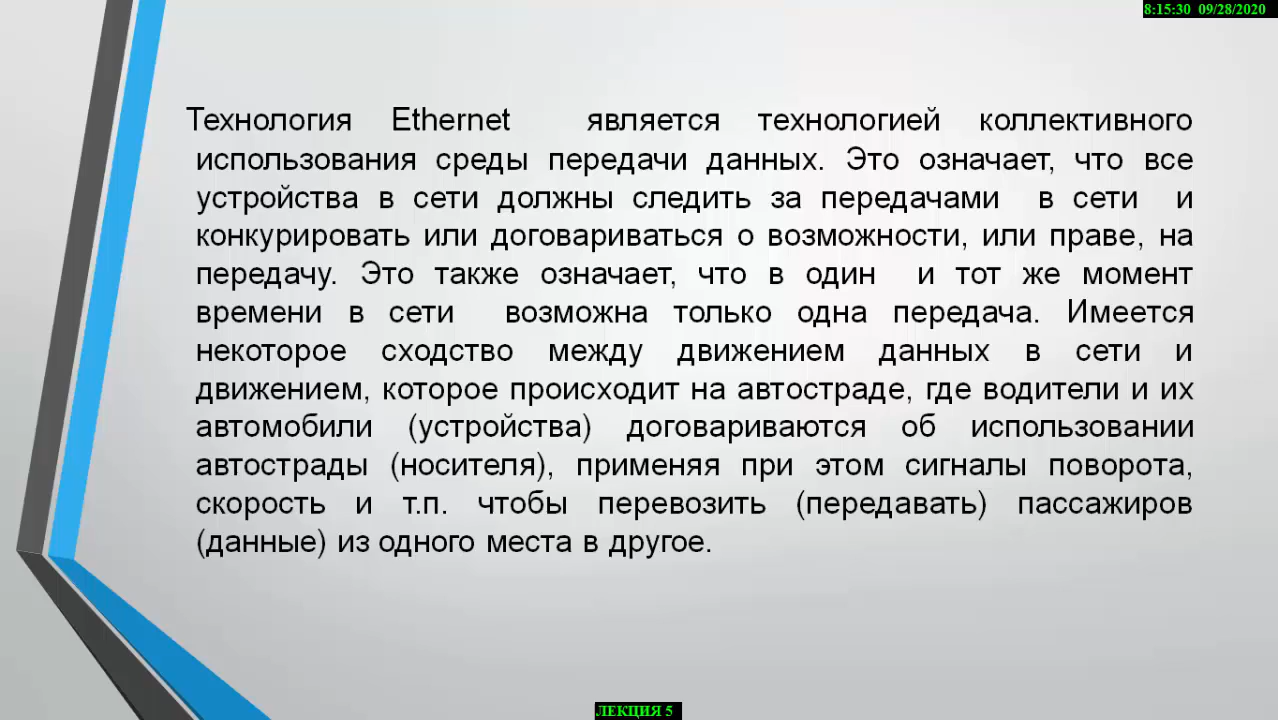 8:15:30 09/28/2020
Технология Ethernet является технологией коллективного
использования среды передачи данных. Это означает, что все
устройства в сети должны следить за передачами в сети и
конкурировать или договариваться о возможности, или праве, на
передачу. Это также означает, что в один и тот же момент
времени в сети возможна только одна передача. Имеется
некоторое сходство между движением данных в сети и
движением, которое происходит на автостраде, где водители и их
автомобили (устройства) договариваются об использовании
автострады (носителя), применяя при этом сигналы поворота,
скорость и т.п. чтобы перевозить (передавать) пассажиров
(данные) из одного места в другое.
ЛЕКЦИЯ 5